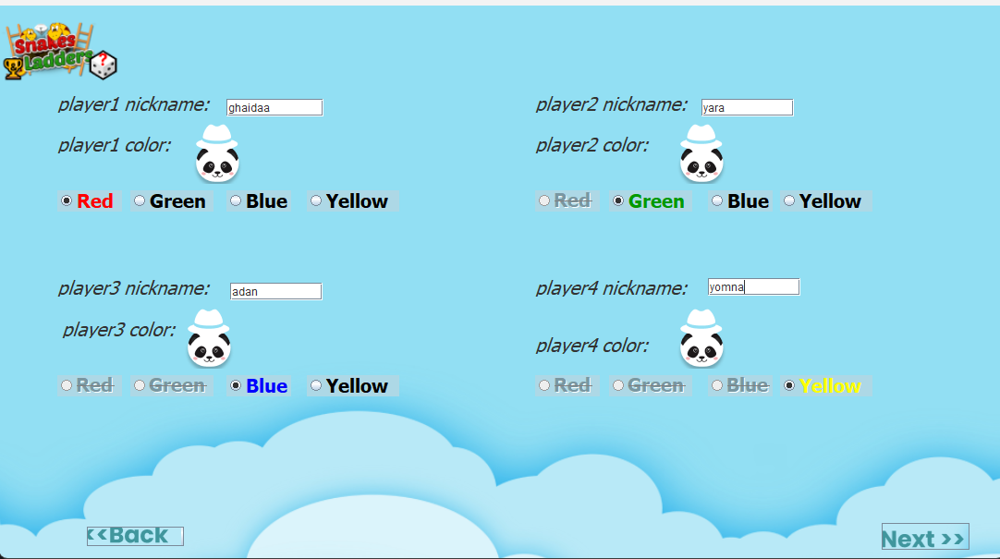 Snakes
Ladders ?
player1 nickname: ghaidaa
player2 nickname: yara
player1 color:
player2 color:
Red Green Blue Yellow
Red Green Blue Yellow
player3 nickname: adan
player4 nickname: yomna
player3 color:
player4 color:
Red Green Blue Yellow
Red Green Blue Yellow
<<Back
Next >>